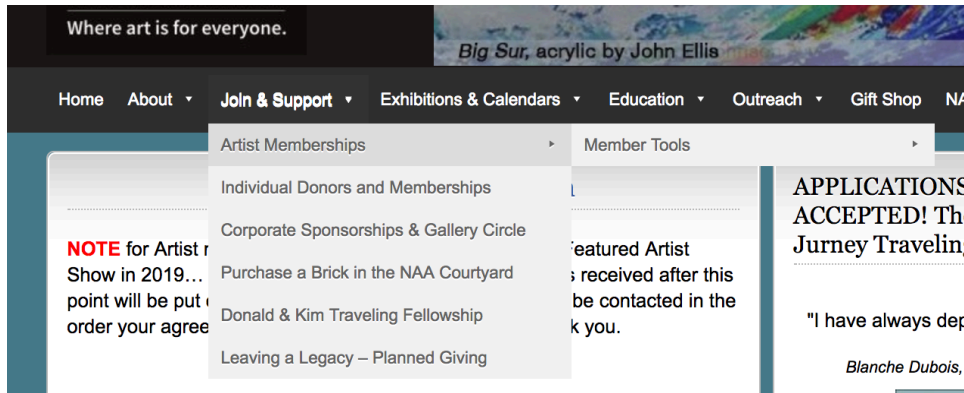 Where art is for everyone.
Big Sur, acrylic by John Ellis
Home About Join & Support Exhibitions & Calendars Education Outreach Gift Shop NA
Artist Memberships
Member Tools
Individual Donors and Memberships
Corporate Sponsorships & Gallery Circle
Purchase a Brick in the NAA Courtyard
Donald & Kim Traveling Fellowship
Leaving a Legacy – Planned Giving
NOTE for Artist Featured Artist
Show in 2019… received after this
point will be put be contacted in the
order your you.
APPLICATIONS
ACCEPTED! The
Jurney Traveling
"I have always
Blanche Dubois,